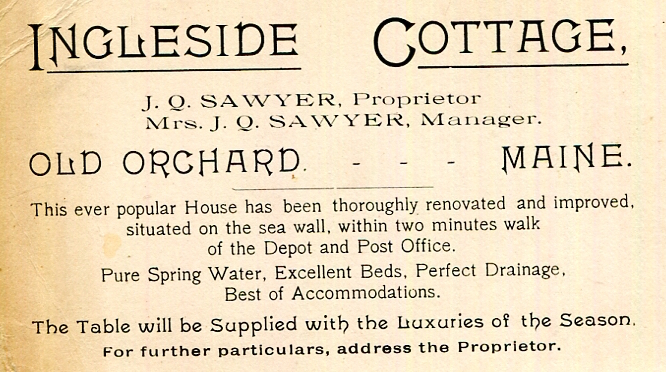 INGLESIDE COTTAGE,
J. Q. SAWYER, Proprietor
Mrs. J. Q. SAWYER, Manager.
OLD ORCHARD. - - - MAINE.
This ever popular House has been thoroughly renovated and improved,
situated on the sea wall, within two minutes walk
of the Depot and Post Office.
Pure Spring Water, Excellent Beds, Perfect Drainage,
Best of Accommodations.
The Table will be Supplied with the Luxuries of the Season.
For further particulars, address the Proprietor.